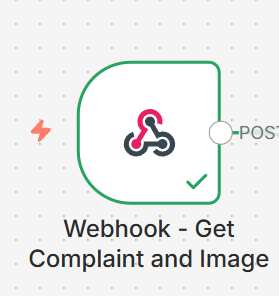 POST
Webhook - Get
Complaint and Image